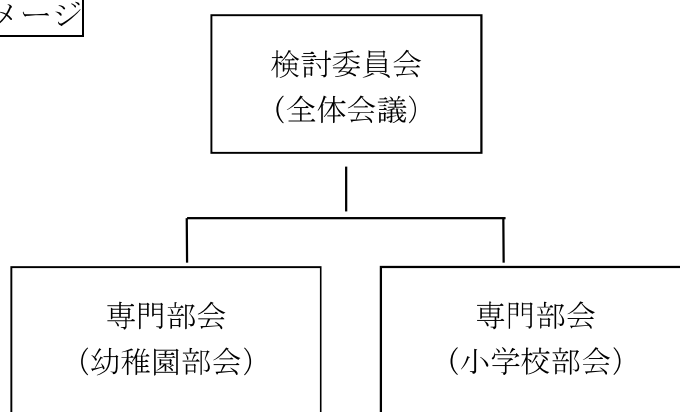 メージ
検討委員会
（全体会議）
専門部会
（幼稚園部会）
専門部会
（小学校部会）